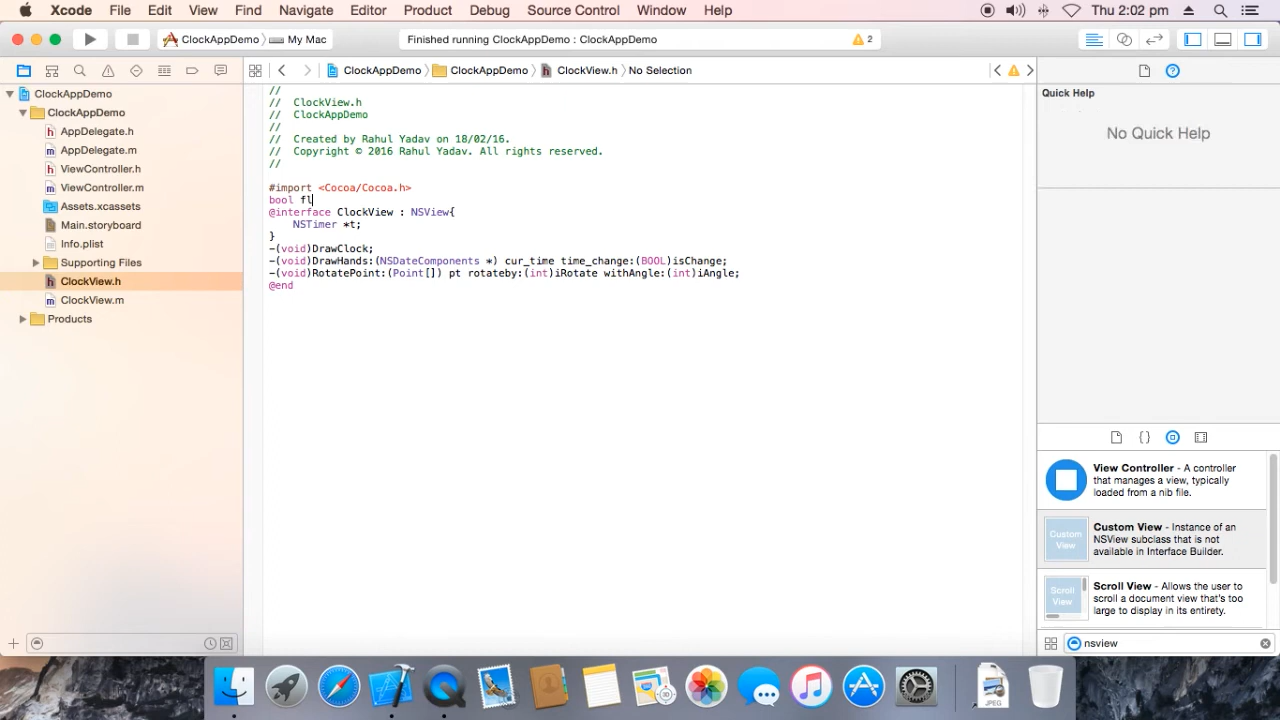 Xcode File Edit View Find Navigate Editor Product Debug Source Control Window Help Thu 2:02 pm
ClockAppDemo My Mac Finished running ClockAppDemo : ClockAppDemo 2
ClockAppDemo ClockAppDemo ClockView.h No Selection
ClockAppDemo
ClockAppDemo
AppDelegate.h
AppDelegate.m
ViewController.h
ViewController.m
Assets.xcassets
Main.storyboard
Info.plist
Supporting Files
ClockView.h
ClockView.m
Products
//
// ClockView.h
// ClockAppDemo
//
// Created by Rahul Yadav on 18/02/16.
// Copyright © 2016 Rahul Yadav. All rights reserved.
//
#import <Cocoa/Cocoa.h>
bool fl
@interface ClockView : NSView{
NSTimer *t;
}
-(void)DrawClock;
-(void)DrawHands:(NSDateComponents *) cur_time time_change:(BOOL)isChange;
-(void)RotatePoint:(Point[]) pt rotateby:(int)iRotate withAngle:(int)iAngle;
@end
Quick Help
No Quick Help
View Controller - A controller
that manages a view, typically
loaded from a nib file.
Custom
View
Custom View - Instance of an
NSView subclass that is not
available in Interface Builder.
Scroll
View
Scroll View - Allows the user to
scroll a document view that's too
large to display in its entirety.
nsview
JPEG